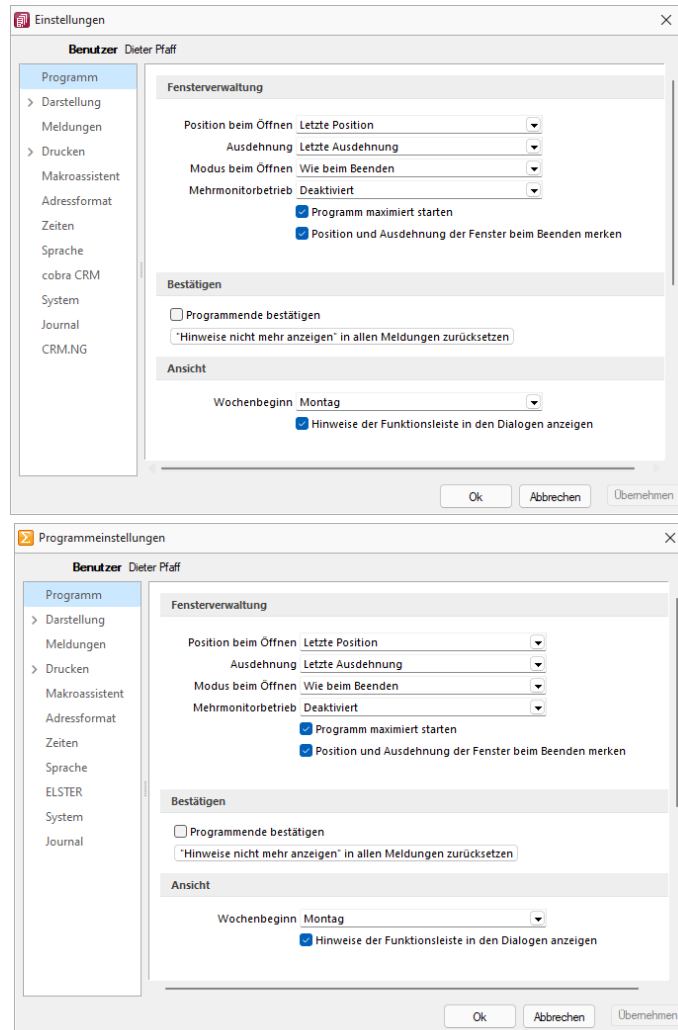 Einstellungen
Benutzer Dieter Pfaff
Programm
Darstellung
Meldungen
Drucken
Makroassistent
Adressformat
Zeiten
Sprache
cobra CRM
System
Journal
CRM.NG
Fensterverwaltung
Position beim Öffnen Letzte Position
Ausdehnung Letzte Ausdehnung
Modus beim Öffnen Wie beim Beenden
Mehrmonitorbetrieb Deaktiviert
Programm maximiert starten
Position und Ausdehnung der Fenster beim Beenden merken
Bestätigen
Programmende bestätigen
"Hinweise nicht mehr anzeigen" in allen Meldungen zurücksetzen
Ansicht
Wochenbeginn Montag
Hinweise der Funktionsleiste in den Dialogen anzeigen
Ok Abbrechen Übernehmen
Programmeinstellungen
Benutzer Dieter Pfaff
Programm
Darstellung
Meldungen
Drucken
Makroassistent
Adressformat
Zeiten
Sprache
ELSTER
System
Journal
Fensterverwaltung
Position beim Öffnen Letzte Position
Ausdehnung Letzte Ausdehnung
Modus beim Öffnen Wie beim Beenden
Mehrmonitorbetrieb Deaktiviert
Programm maximiert starten
Position und Ausdehnung der Fenster beim Beenden merken
Bestätigen
Programmende bestätigen
"Hinweise nicht mehr anzeigen" in allen Meldungen zurücksetzen
Ansicht
Wochenbeginn Montag
Hinweise der Funktionsleiste in den Dialogen anzeigen
Ok Abbrechen Übernehmen